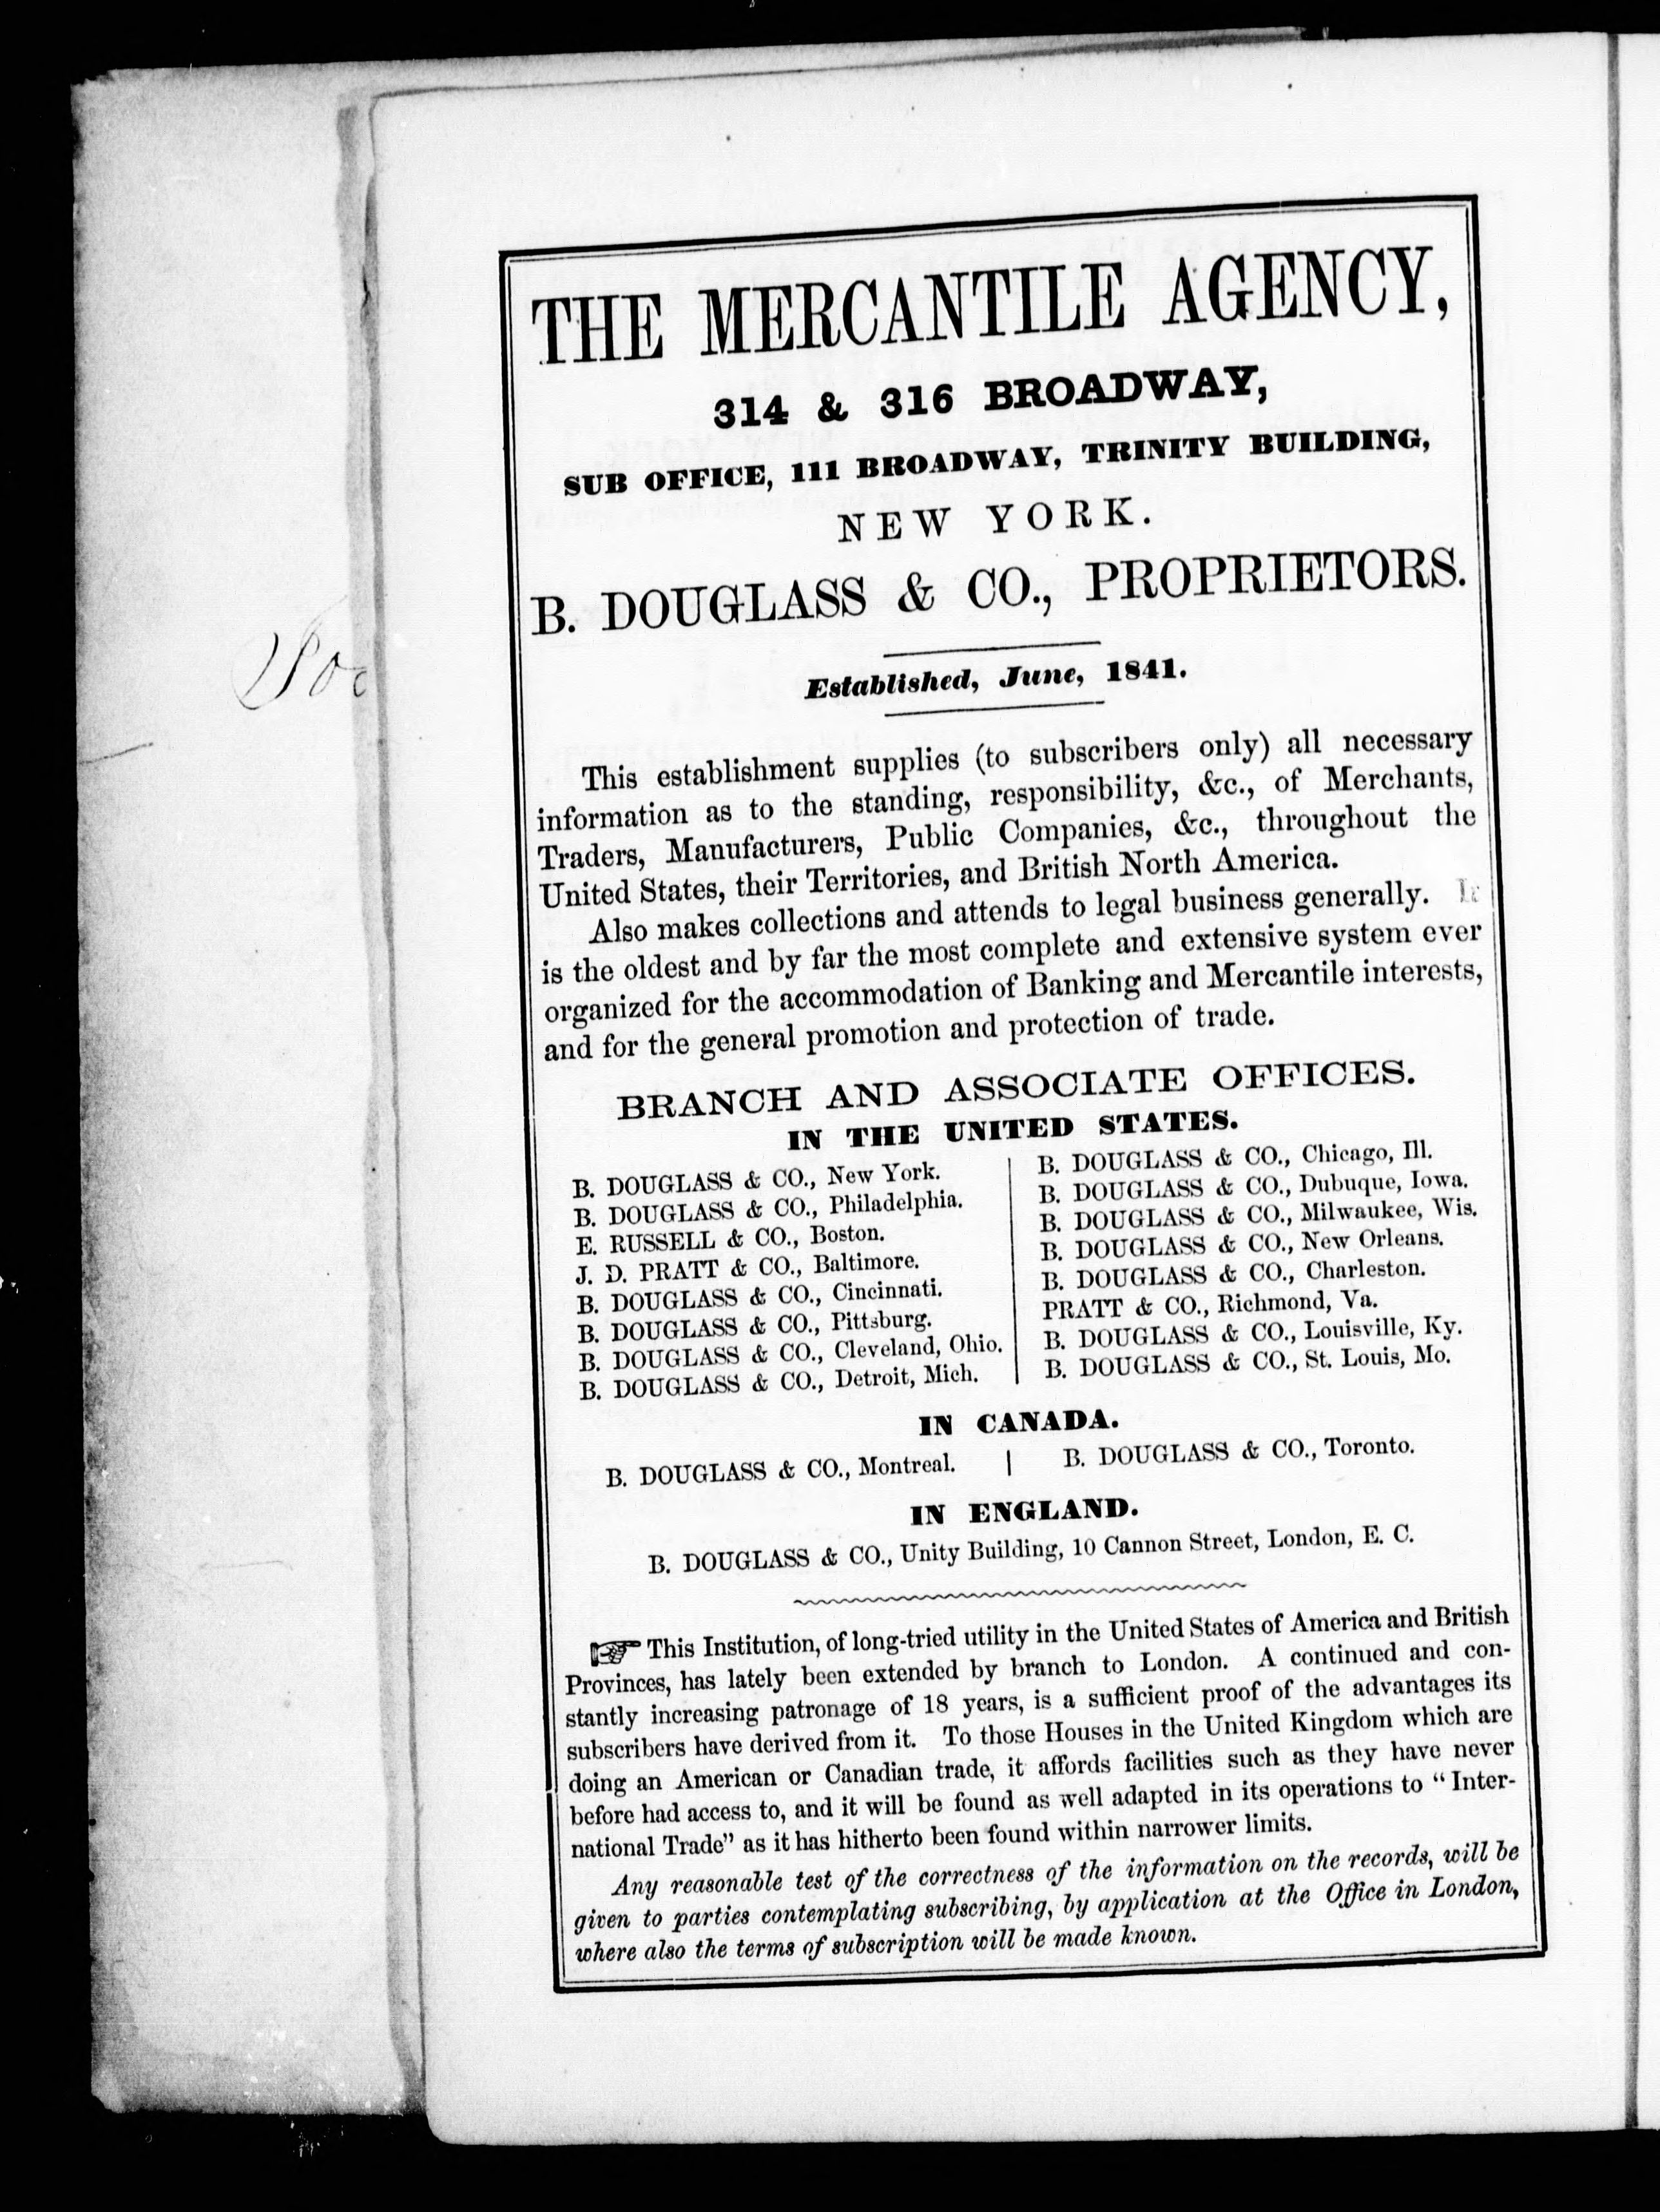 THE MERCANTILE AGENCY,
314 & 316 BROADWAY,
SUB OFFICE, 111 BROADWAY, TRINITY BUILDING,
NEW YORK.
B. DOUGLASS & CO., PROPRIETORS.
Established, June, 1841.
This establishment supplies (to subscribers only) all necessary
information as to the standing, responsibility, &c., of Merchants,
Traders, Manufacturers, Public Companies, &c., throughout the
United States, their Territories, and British North America.
Also makes collections and attends to legal business generally.
is the oldest and by far the most complete and extensive system ever
organized for the accommodation of Banking and Mercantile interests,
and for the general promotion and protection of trade.
BRANCH AND ASSOCIATE OFFICES.
IN THE UNITED STATES.
B. DOUGLASS & CO., New York.
B. DOUGLASS & CO., Philadelphia.
E. RUSSELL & CO., Boston.
J. D. PRATT & CO., Baltimore.
B. DOUGLASS & CO., Cincinnati.
B. DOUGLASS & CO., Pittsburg.
B. DOUGLASS & CO., Cleveland, Ohio.
B. DOUGLASS & CO., Detroit, Mich.
B. DOUGLASS & CO., Chicago, Ill.
B. DOUGLASS & CO., Dubuque, Iowa.
B. DOUGLASS & CO., Milwaukee, Wis.
B. DOUGLASS & CO., New Orleans.
B. DOUGLASS & CO., Charleston.
PRATT & CO., Richmond, Va.
B. DOUGLASS & CO., Louisville, Ky.
B. DOUGLASS & CO., St. Louis, Mo.
IN CANADA.
B. DOUGLASS & CO., Montreal. | B. DOUGLASS & CO., Toronto.
IN ENGLAND.
B. DOUGLASS & CO., Unity Building, 10 Cannon Street, London, E. C.
☞ This Institution, of long-tried utility in the United States of America and British
Provinces, has lately been extended by branch to London. A continued and con-
stantly increasing patronage of 18 years, is a sufficient proof of the advantages its
subscribers have derived from it. To those Houses in the United Kingdom which are
doing an American or Canadian trade, it affords facilities such as they have never
before had access to, and it will be found as well adapted in its operations to "Inter-
national Trade" as it has hitherto been found within narrower limits.
Any reasonable test of the correctness of the information on the records, will be
given to parties contemplating subscribing, by application at the Office in London,
where also the terms of subscription will be made known.